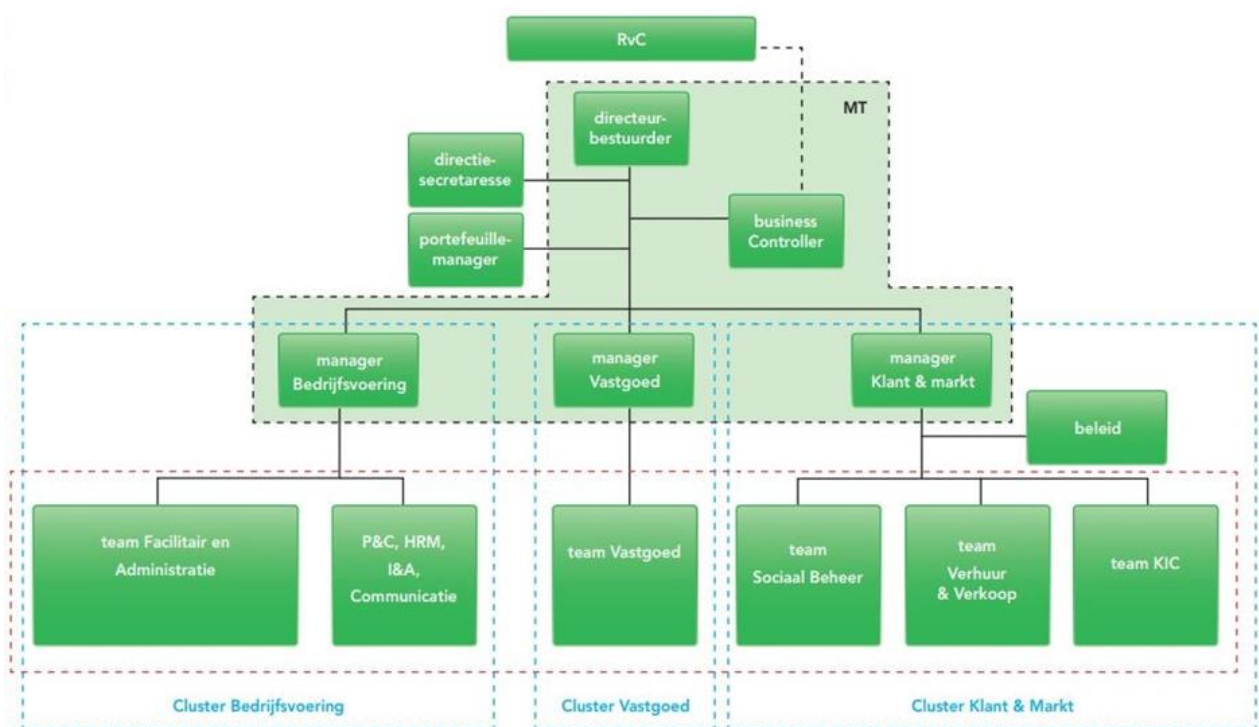 RvC
MT
directeur-
bestuurder
directie-
secretaresse
business
Controller
portefeuille-
manager
manager
Bedrijfsvoering
manager
Vastgoed
manager
Klant & markt
beleid
team Facilitair en
Administratie
P&C, HRM,
I&A,
Communicatie
team Vastgoed
team
Sociaal Beheer
team
Verhuur
& Verkoop
team KIC
Cluster Bedrijfsvoering
Cluster Vastgoed
Cluster Klant & Markt